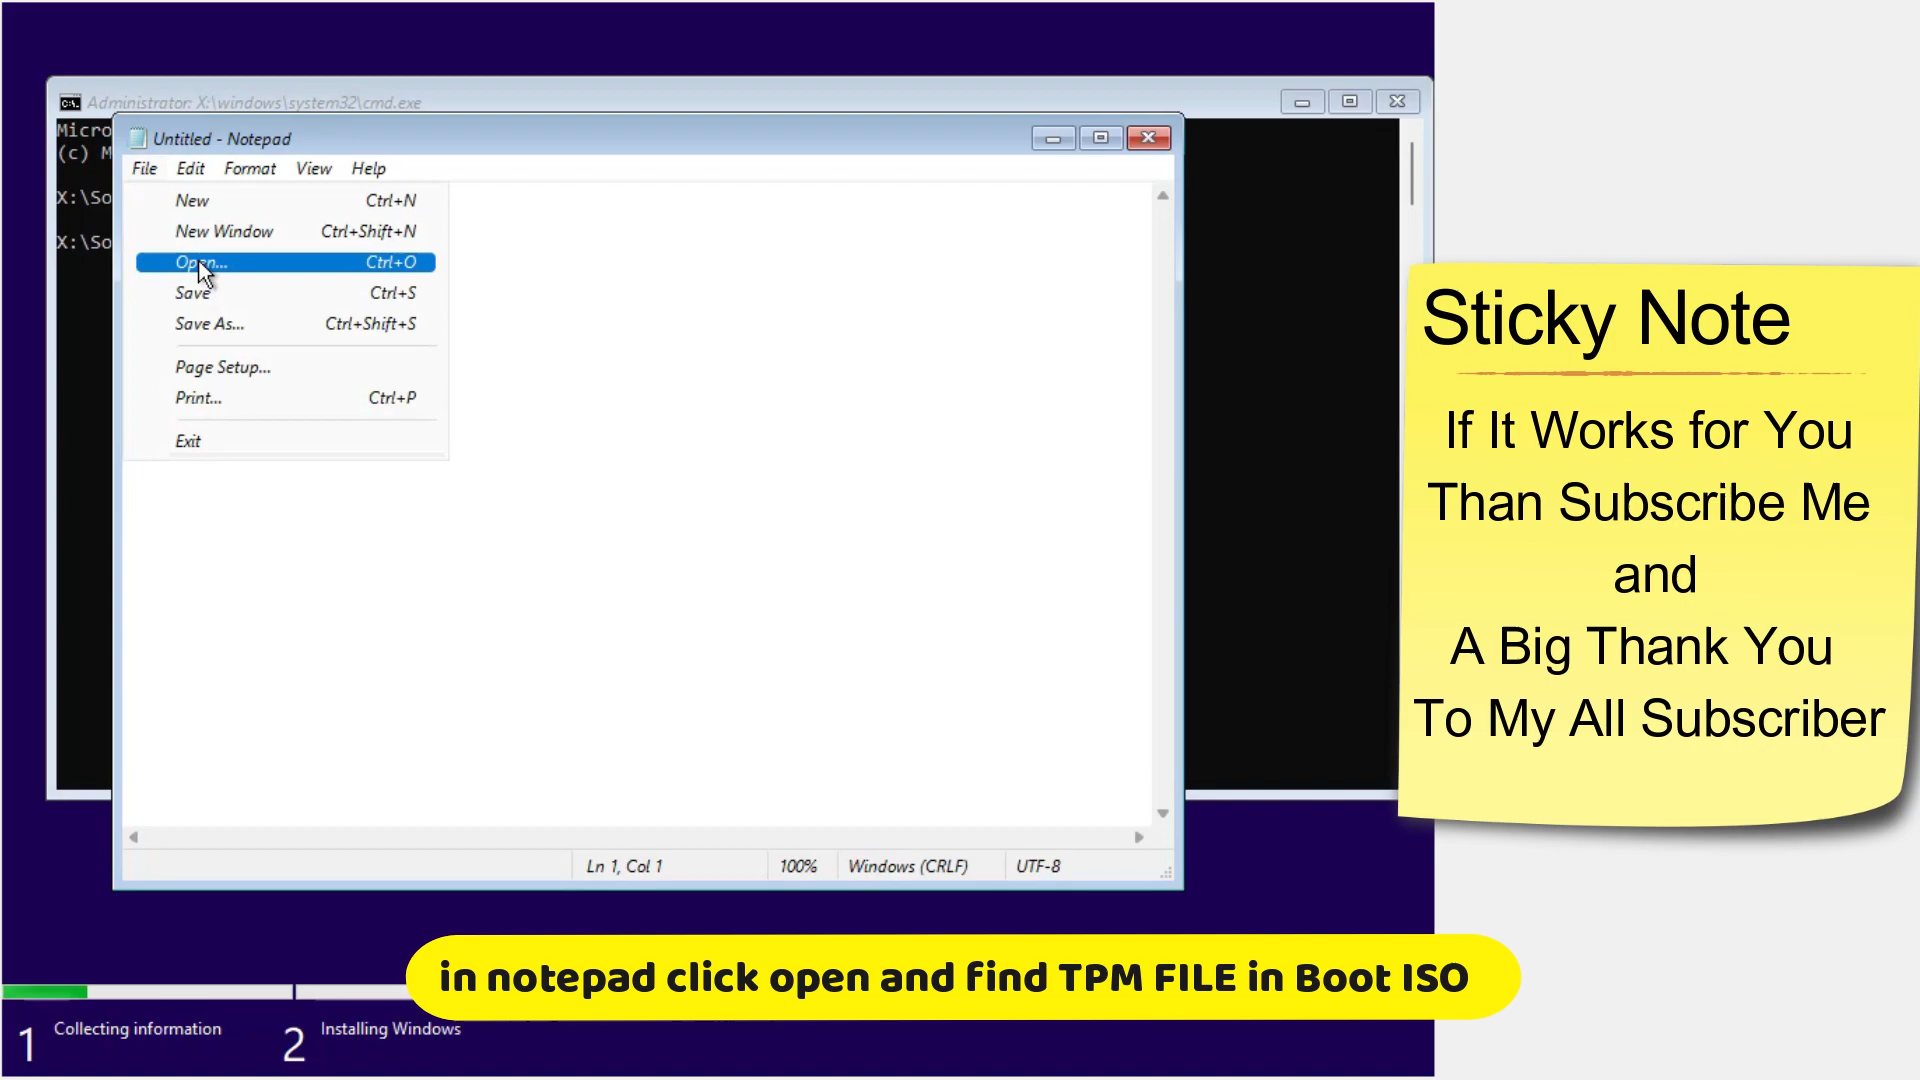 Administrator: X:\windows\system32\cmd.exe
Micro
(c) M
X:\So
X:\So
Untitled - Notepad
File Edit Format View Help
New Ctrl+N
New Window Ctrl+Shift+N
Open... Ctrl+O
Save Ctrl+S
Save As... Ctrl+Shift+S
Page Setup...
Print... Ctrl+P
Exit
Ln 1, Col 1 100% Windows (CRLF) UTF-8
Sticky Note
If It Works for You
Than Subscribe Me
and
A Big Thank You
To My All Subscriber
in notepad click open and find TPM FILE in Boot ISO
1 Collecting information 2 Installing Windows